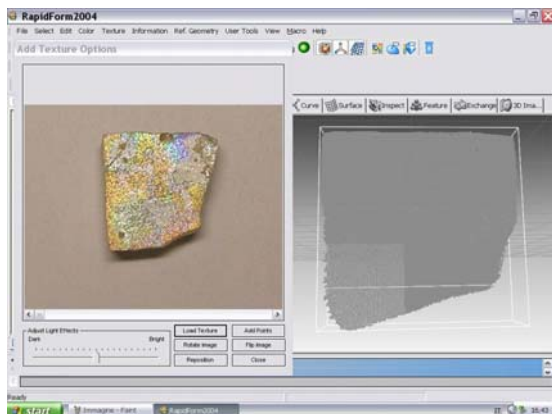 RapidForm2004
File Select Edit Color Texture Information Ref. Geometry User Tools View Macro Help
Add Texture Options
Curve Surface Inspect Feature Exchange 3D Ima...
Adjust Light Effects
Dark Bright
Load Texture Add Points
Rotate Image Flip Image
Reposition Close
Ready
start Immagine - Paint RapidForm2004 IT 16:43